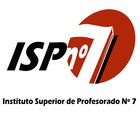 ISP nº 7
Instituto Superior de Profesorado Nº 7